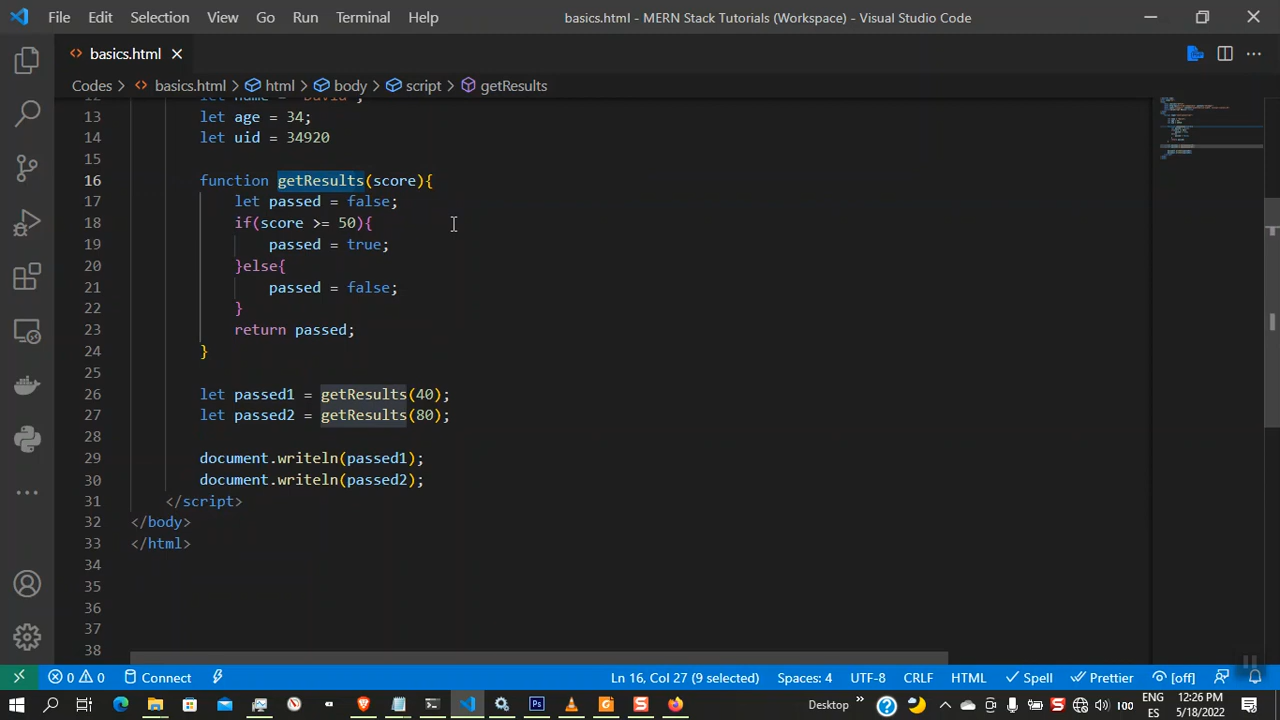 File Edit Selection View Go Run Terminal Help basics.html - MERN Stack Tutorials (Workspace) - Visual Studio Code
basics.html
Codes > basics.html > html > body > script > getResults
12 let name = "David";
13 let age = 34;
14 let uid = 34920
15
16 function getResults(score){
17 let passed = false;
18 if(score >= 50){
19 passed = true;
20 }else{
21 passed = false;
22 }
23 return passed;
24 }
25
26 let passed1 = getResults(40);
27 let passed2 = getResults(80);
28
29 document.writeln(passed1);
30 document.writeln(passed2);
31 </script>
32 </body>
33 </html>
34
35
36
37
38
0 0 Connect Ln 16, Col 27 (9 selected) Spaces: 4 UTF-8 CRLF HTML Spell Prettier [off]
Desktop ENG 12:26 PM
ES 5/18/2022